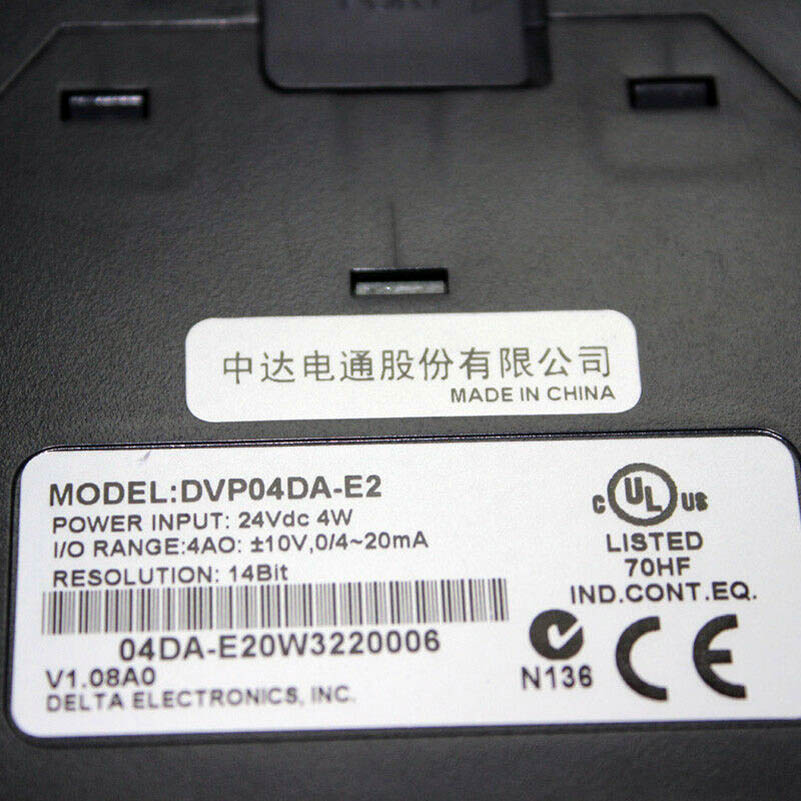 中达电通股份有限公司
MADE IN CHINA
MODEL:DVP04DA-E2
POWER INPUT: 24Vdc 4W
I/O RANGE:4AO: ±10V,0/4~20mA
RESOLUTION: 14Bit
04DA-E20W3220006
V1.08A0
DELTA ELECTRONICS, INC.
C UL US
LISTED
70HF
IND.CONT.EQ.
N136
CE